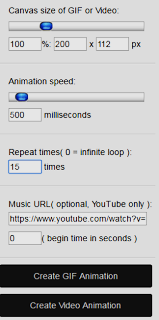 Canvas size of GIF or Video:
100 %: 200 x 112 px
Animation speed:
500 milliseconds
Repeat times( 0 = infinite loop ):
15 times
Music URL( optional, YouTube only ):
https://www.youtube.com/watch?v=
0 ( begin time in seconds )
Create GIF Animation
Create Video Animation